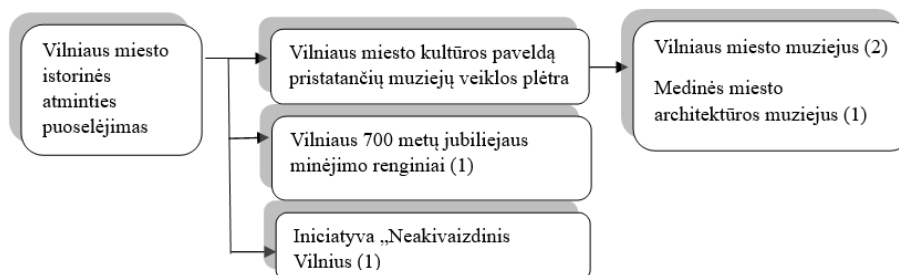 Vilniaus miesto
istorinės
atminties
puoselėjimas
Vilniaus miesto kultūros paveldą
pristatančių muziejų veiklos plėtra
Vilniaus 700 metų jubiliejaus
minėjimo renginiai (1)
Iniciatyva „Neakivaizdinis
Vilnius (1)
Vilniaus miesto muziejus (2)
Medinės miesto
architektūros muziejus (1)